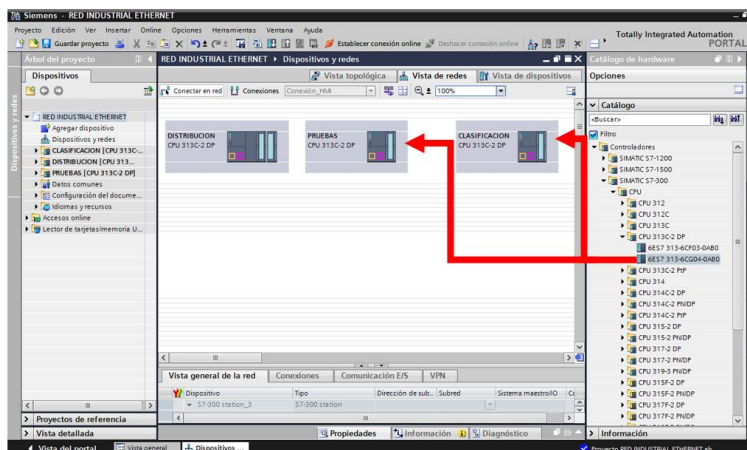 Siemens - RED INDUSTRIAL ETHERNET
Proyecto Edición Ver Insertar Online Opciones Herramientas Ventana Ayuda
Guardar proyecto
Establecer conexión online
Deshacer conexión online
Totally Integrated Automation
PORTAL
Árbol del proyecto
RED INDUSTRIAL ETHERNET ▸ Dispositivos y redes
Catálogo de hardware
Dispositivos
Vista topológica
Vista de redes
Vista de dispositivos
Opciones
Conectar en red
Conexiones
Conexión_HMI
100%
Catálogo
<Buscar>
Filtro
Dispositivos y redes
RED INDUSTRIAL ETHERNET
Agregar dispositivo
Dispositivos y redes
CLASIFICACION [CPU 313C-...
DISTRIBUCION [CPU 313...
PRUEBAS [CPU 313C-2 DP]
Datos comunes
Configuración del docume...
Idiomas y recursos
Accesos online
Lector de tarjetas/memoria U...
DISTRIBUCION
CPU 313C-2 DP
PRUEBAS
CPU 313C-2 DP
CLASIFICACION
CPU 313C-2 DP
Controladores
SIMATIC S7-1200
SIMATIC S7-1500
SIMATIC S7-300
CPU
CPU 312
CPU 312C
CPU 313C
CPU 313C-2 DP
6ES7 313-6CF03-0AB0
6ES7 313-6CG04-0AB0
CPU 313C-2 PtP
CPU 314
CPU 314C-2 DP
CPU 314C-2 PN/DP
CPU 314C-2 PtP
CPU 315-2 DP
CPU 315-2 PN/DP
CPU 317-2 DP
CPU 317-2 PN/DP
CPU 319-3 PN/DP
CPU 315F-2 DP
CPU 315F-2 PN/DP
CPU 317F-2 DP
CPU 317F-2 PN/DP
Vista general de la red
Conexiones
Comunicación E/S
VPN
Dispositivo
Tipo
Dirección de sub..
Subred
Sistema maestro/IO
S7-300 station_3
S7-300 station
Proyectos de referencia
Vista detallada
Propiedades
Información
Diagnóstico
Información
Vista del portal
Vista general
Dispositivos ...